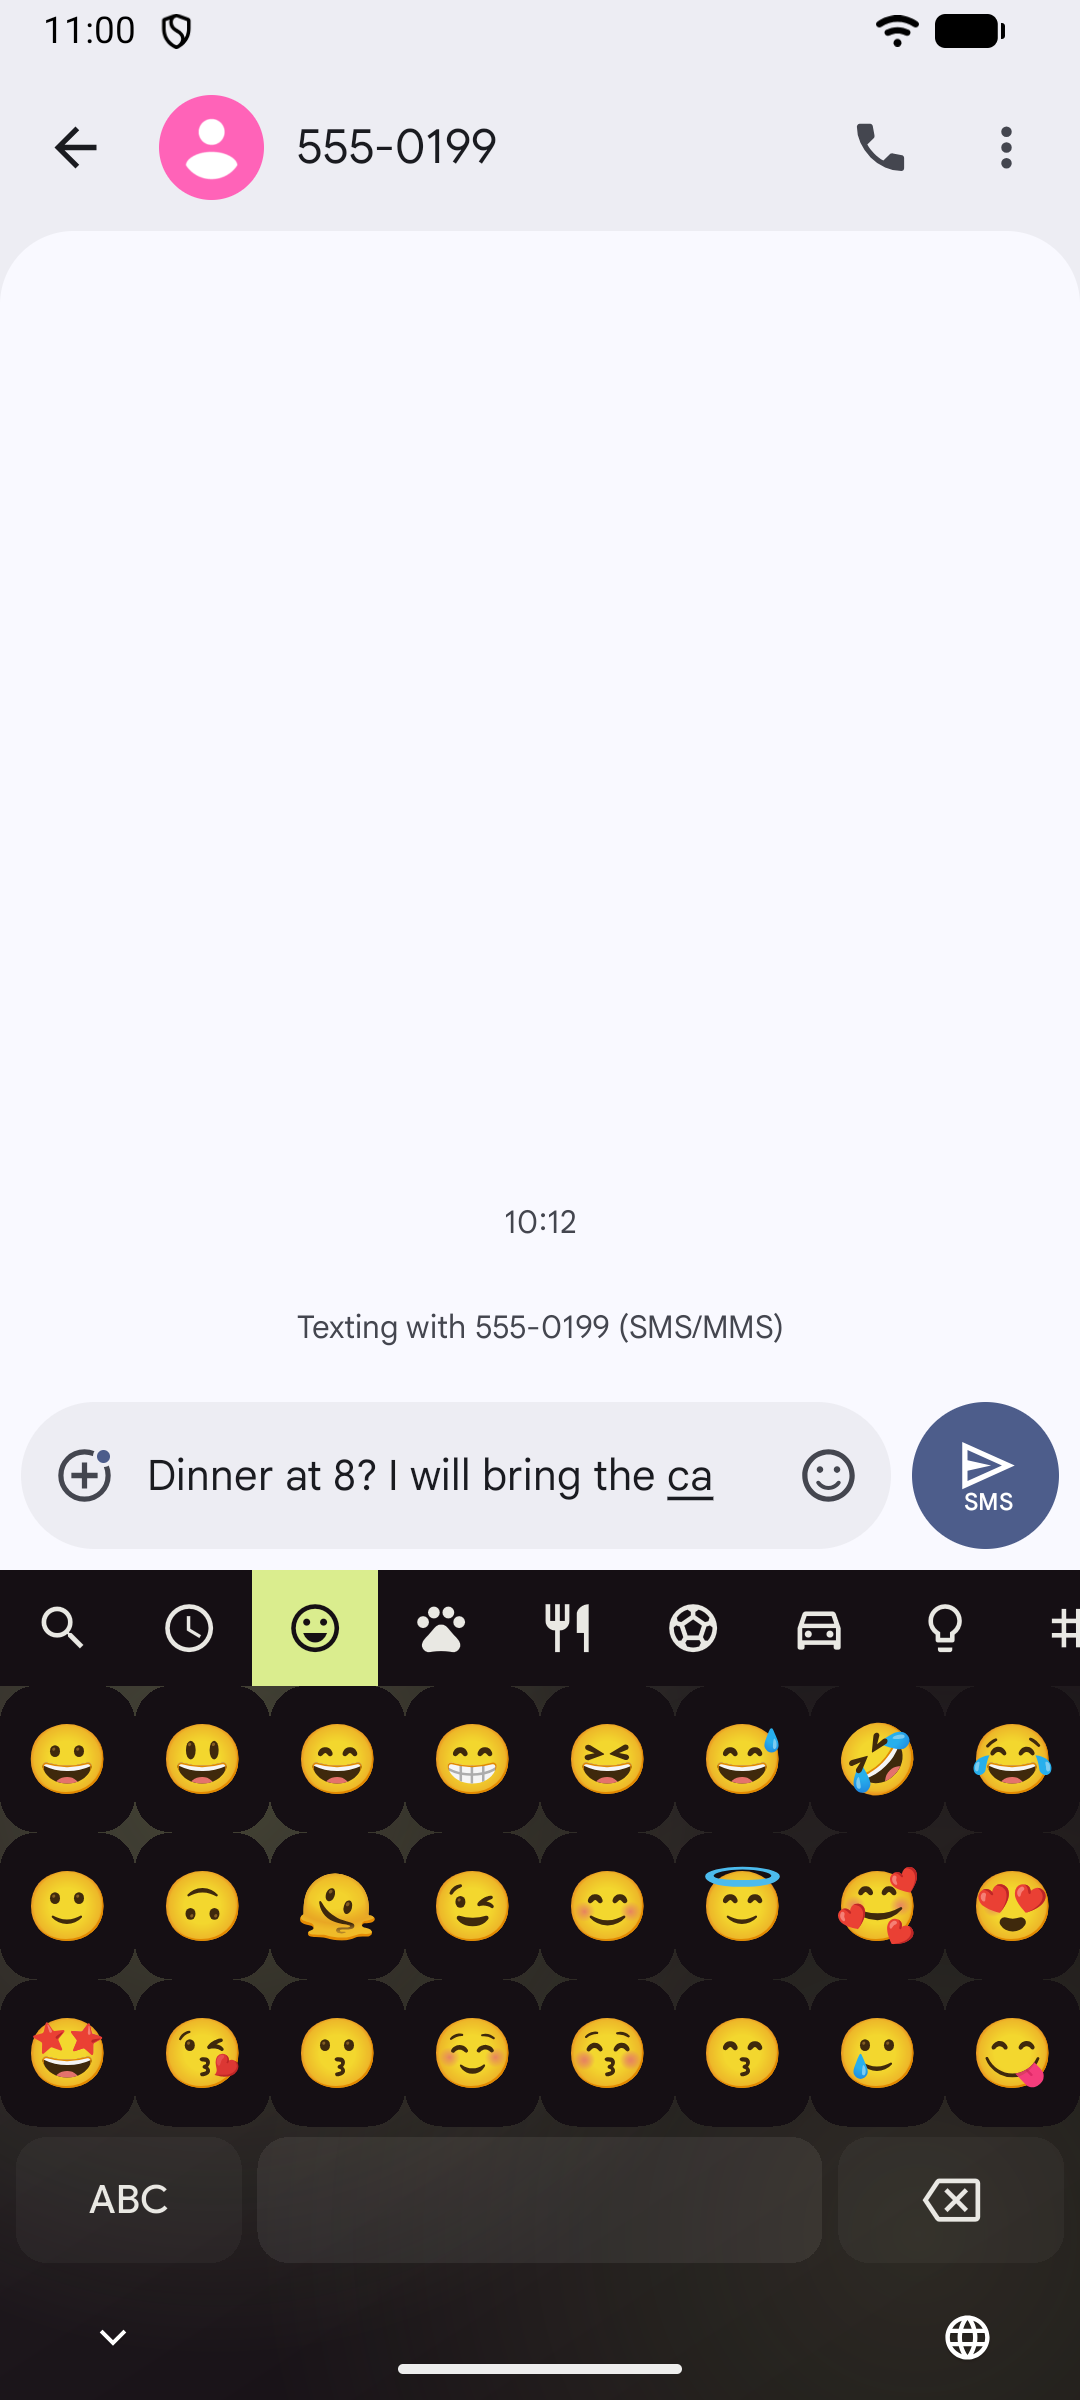 11:00
555-0199
10:12
Texting with 555-0199 (SMS/MMS)
Dinner at 8? I will bring the ca
SMS
ABC